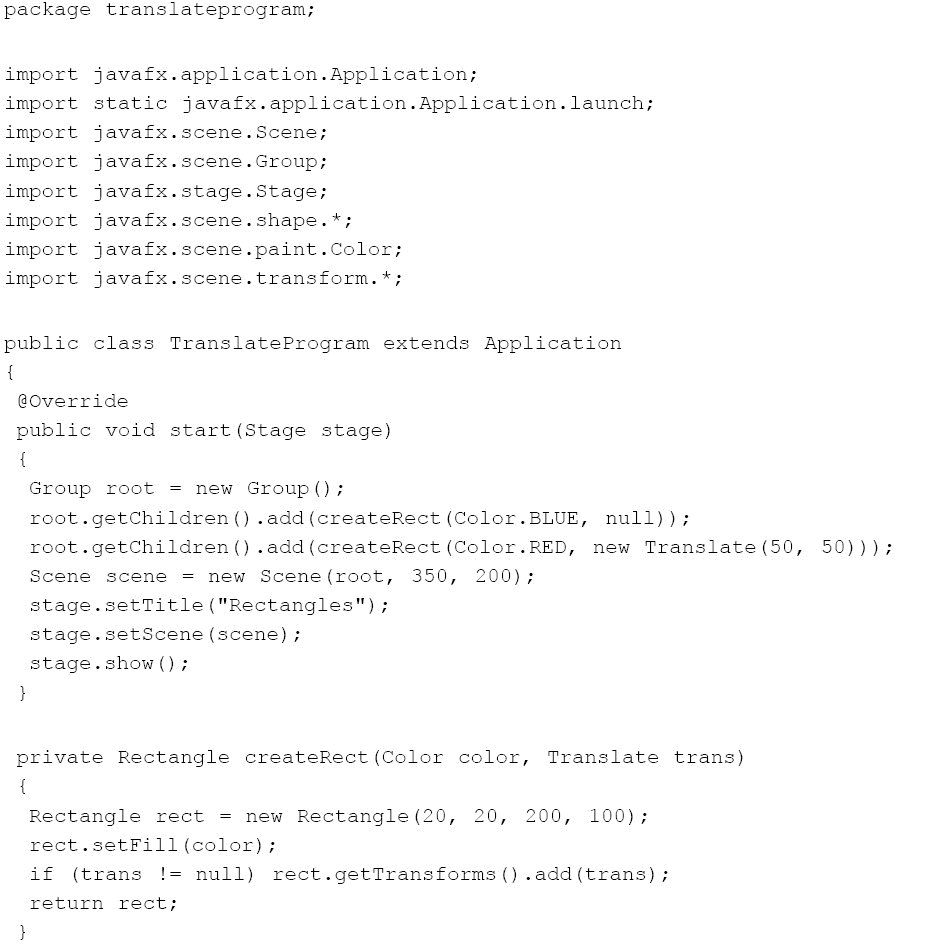 package translateprogram;

import javafx.application.Application;
import static javafx.application.Application.launch;
import javafx.scene.Scene;
import javafx.scene.Group;
import javafx.stage.Stage;
import javafx.scene.shape.*;
import javafx.scene.paint.Color;
import javafx.scene.transform.*;

public class TranslateProgram extends Application
{
 @Override
 public void start(Stage stage)
 {
  Group root = new Group();
  root.getChildren().add(createRect(Color.BLUE, null));
  root.getChildren().add(createRect(Color.RED, new Translate(50, 50)));
  Scene scene = new Scene(root, 350, 200);
  stage.setTitle("Rectangles");
  stage.setScene(scene);
  stage.show();
 }

 private Rectangle createRect(Color color, Translate trans)
 {
  Rectangle rect = new Rectangle(20, 20, 200, 100);
  rect.setFill(color);
  if (trans != null) rect.getTransforms().add(trans);
  return rect;
 }